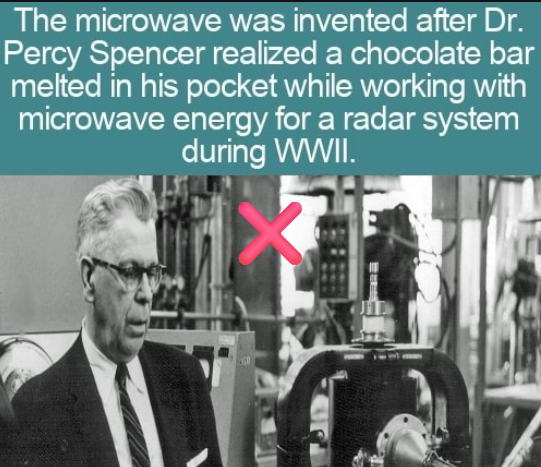 The microwave was invented after Dr.
Percy Spencer realized a chocolate bar
melted in his pocket while working with
microwave energy for a radar system
during WWII.